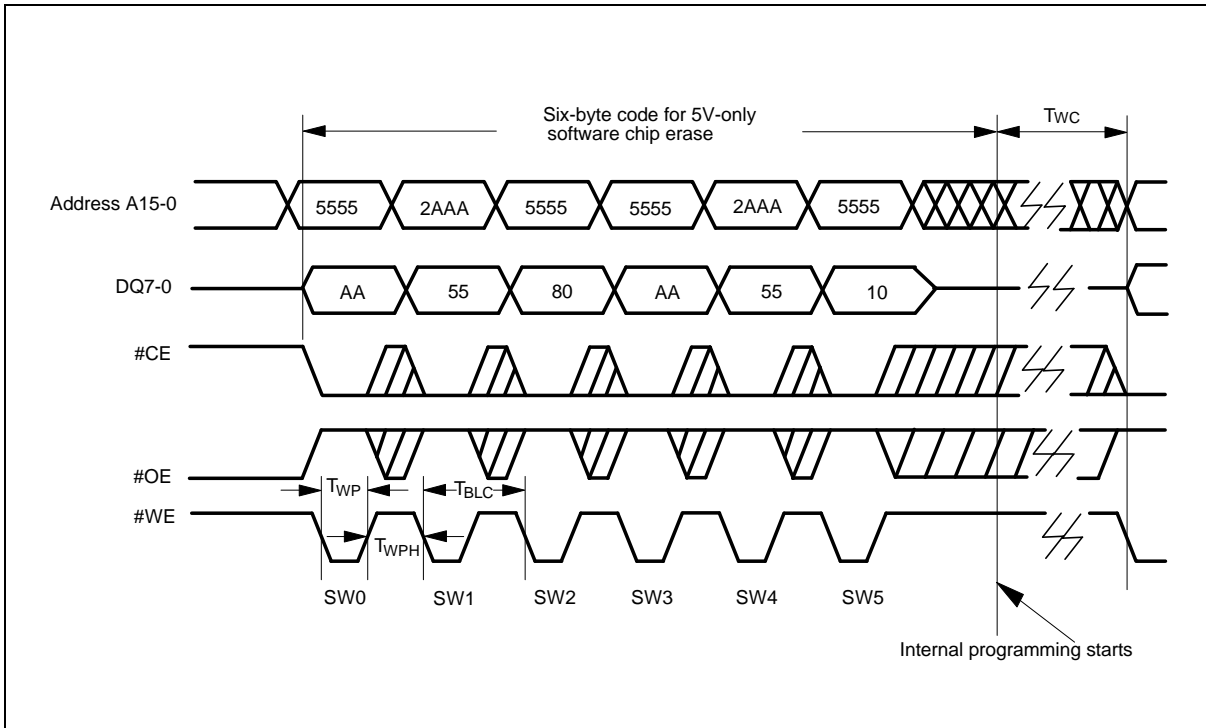 Six-byte code for 5V-only
software chip erase
TWC
Address A15-0
5555
2AAA
5555
5555
2AAA
5555
DQ7-0
AA
55
80
AA
55
10
#CE
#OE
TWP
TBLC
#WE
TWPH
SW0
SW1
SW2
SW3
SW4
SW5
Internal programming starts